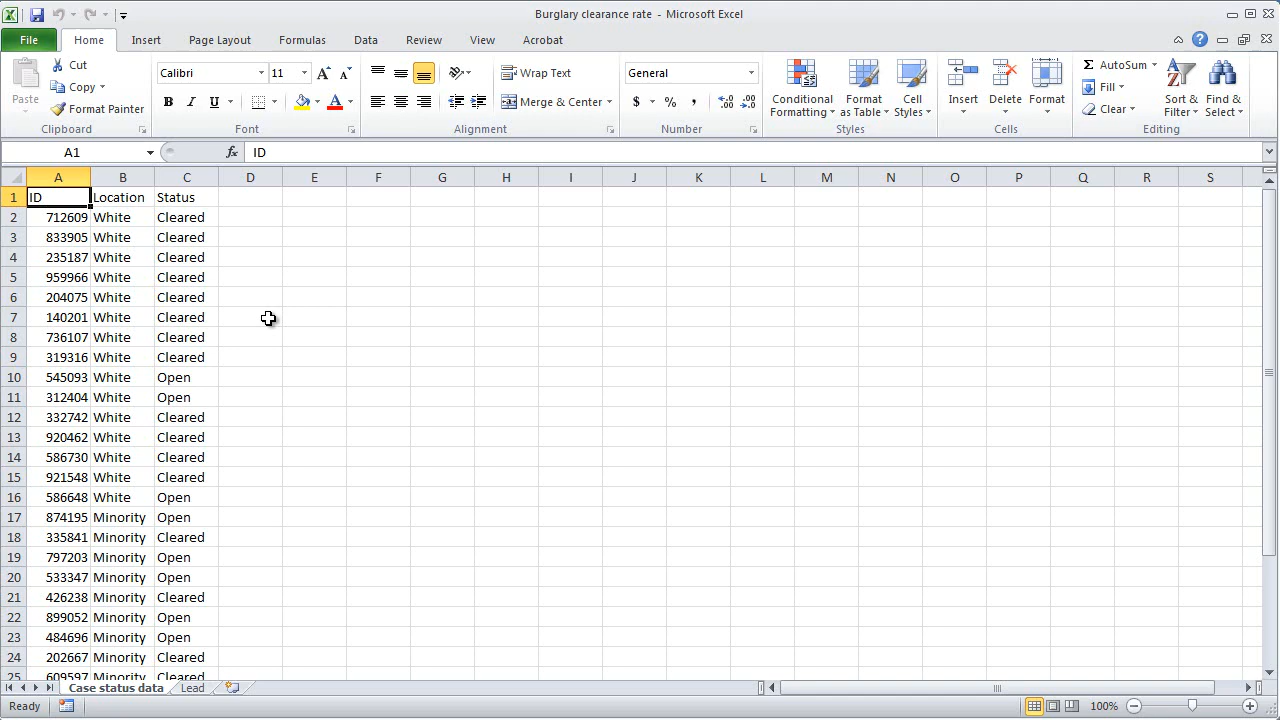 Burglary clearance rate - Microsoft Excel
File Home Insert Page Layout Formulas Data Review View Acrobat
Cut
Copy
Format Painter
Paste
Clipboard
Calibri 11
B I U A
Font
Wrap Text
Merge & Center
Alignment
General
$ % ,
Number
Conditional Formatting
Format as Table
Cell Styles
Styles
Insert Delete Format
Cells
Σ AutoSum
Fill
Clear
Sort & Filter
Find & Select
Editing
A1 fx ID
A B C D E F G H I J K L M N O P Q R S
1 ID Location Status
2 712609 White Cleared
3 833905 White Cleared
4 235187 White Cleared
5 959966 White Cleared
6 204075 White Cleared
7 140201 White Cleared
8 736107 White Cleared
9 319316 White Cleared
10 545093 White Open
11 312404 White Open
12 332742 White Cleared
13 920462 White Cleared
14 586730 White Cleared
15 921548 White Cleared
16 586648 White Open
17 874195 Minority Open
18 335841 Minority Cleared
19 797203 Minority Open
20 533347 Minority Open
21 426238 Minority Cleared
22 899052 Minority Open
23 484696 Minority Open
24 202667 Minority Cleared
25 609597 Minority Cleared
Case status data Lead
Ready 100%